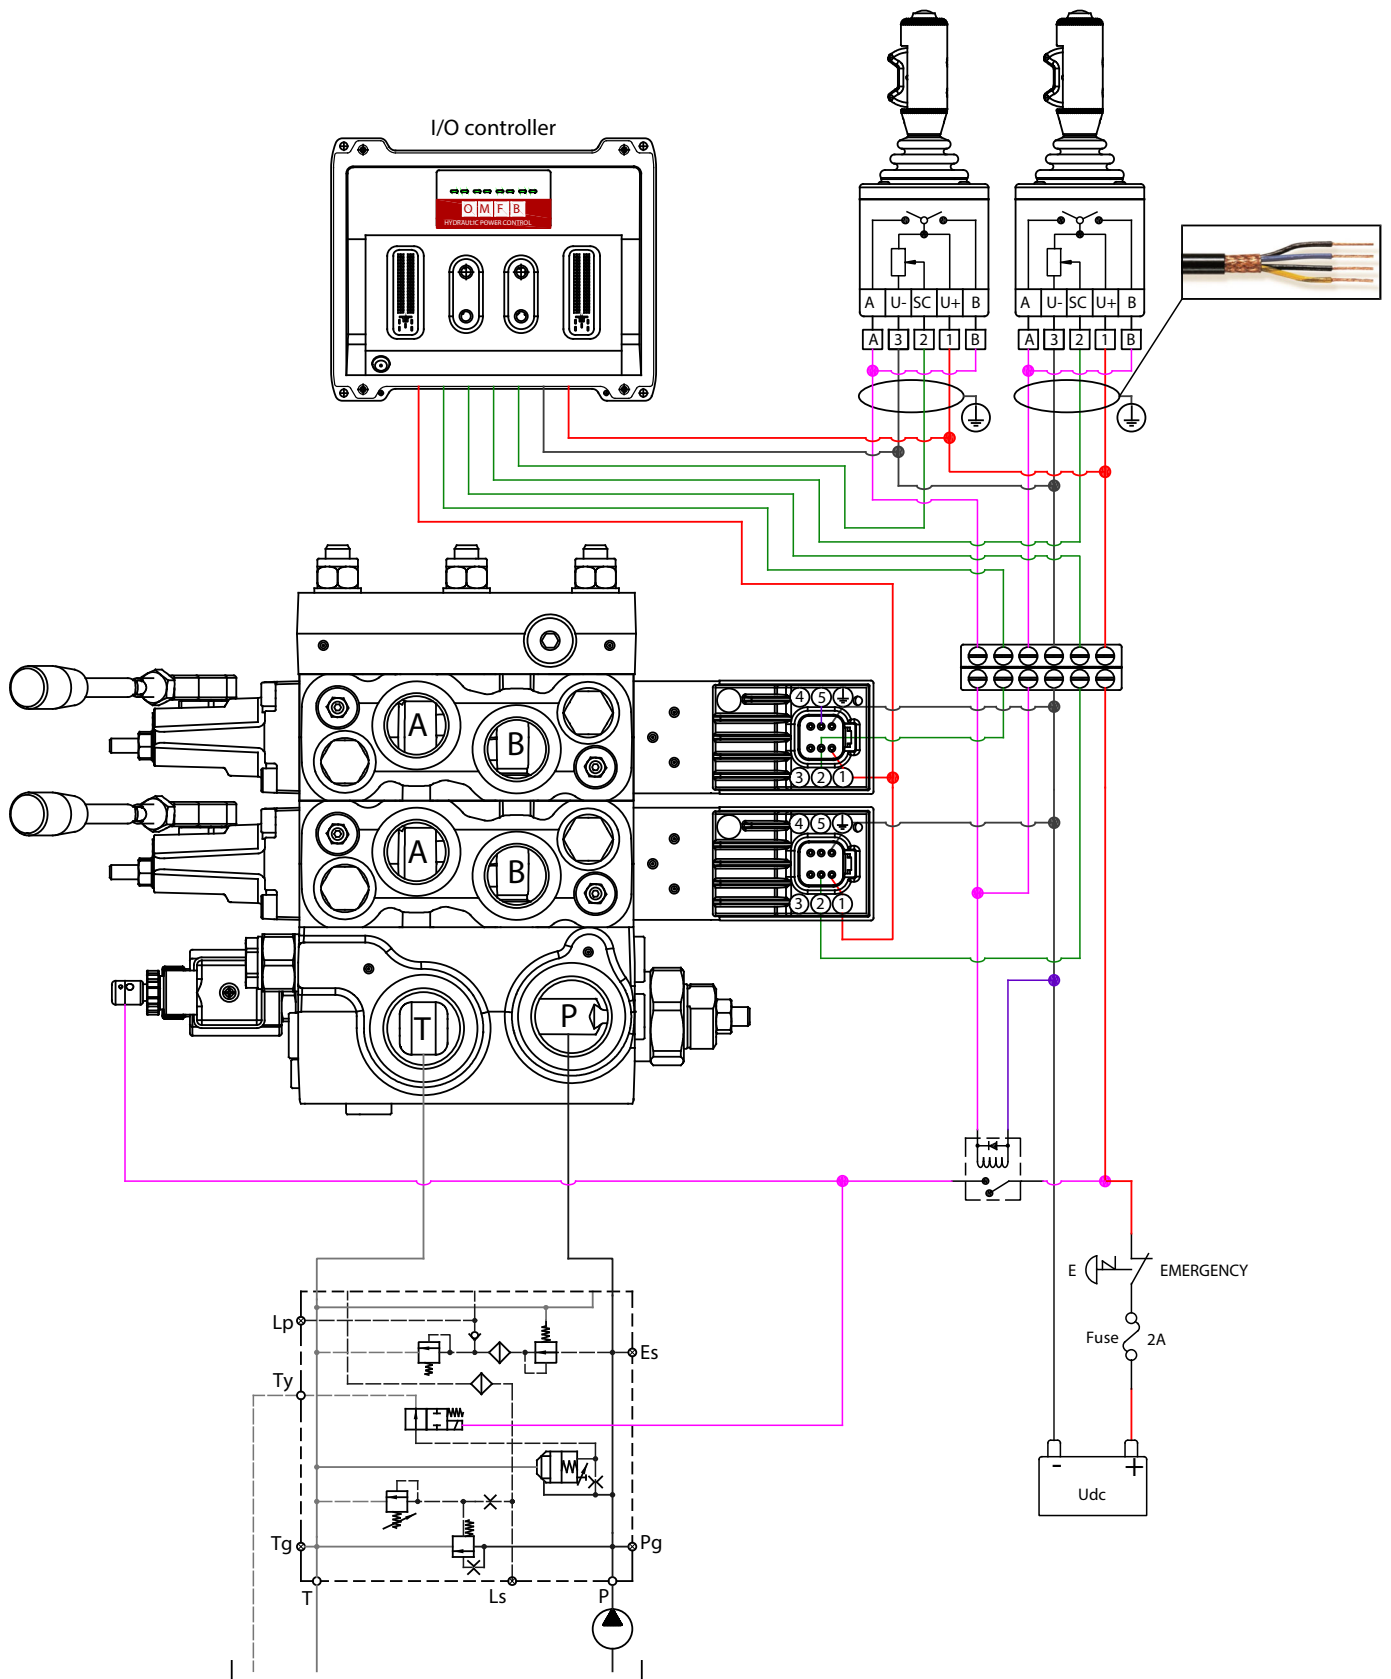 I/O controller
O M F B
HYDRAULIC POWER CONTROL
A U- SC U+ B
A U- SC U+ B
A 3 2 1 B
A 3 2 1 B
A
B
4 5
3 2 1
A
B
4 5
3 2 1
T
P
E
EMERGENCY
Fuse
2A
Lp
Es
Ty
- +
Udc
Tg
Pg
T
Ls
P